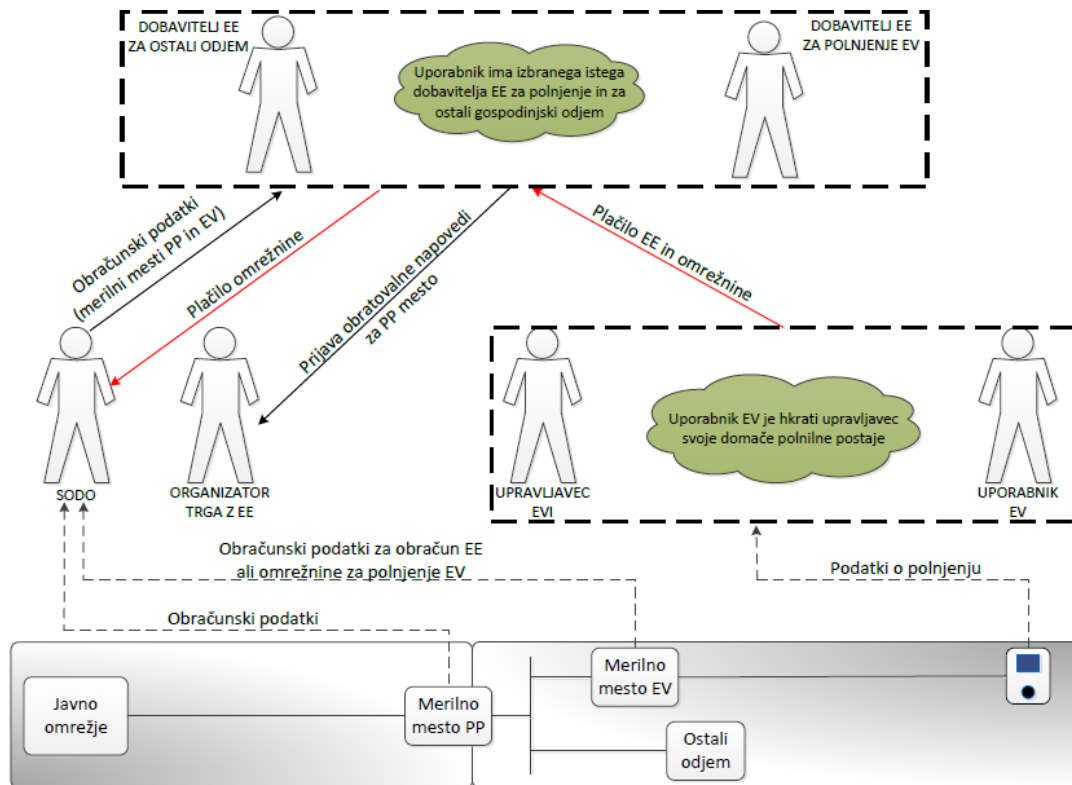 DOBAVITELJ EE
ZA OSTALI ODJEM
DOBAVITELJ EE
ZA POLNJENJE EV
Uporabnik ima izbranega istega
dobavitelja EE za polnjenje in za
ostali gospodinjski odjem
Obračunski podatki
(merilni mesti PP in EV)
Plačilo omrežnine
Prijava obratovalne napovedi
za PP mesto
Plačilo EE in omrežnine
Uporabnik EV je hkrati upravljavec
svoje domače polnilne postaje
SODO
ORGANIZATOR
TRGA Z EE
UPRAVLJAVEC
EVI
UPORABNIK
EV
Obračunski podatki za obračun EE
ali omrežnine za polnjenje EV
Podatki o polnjenju
Obračunski podatki
Javno
omrežje
Merilno
mesto PP
Merilno
mesto EV
Ostali
odjem